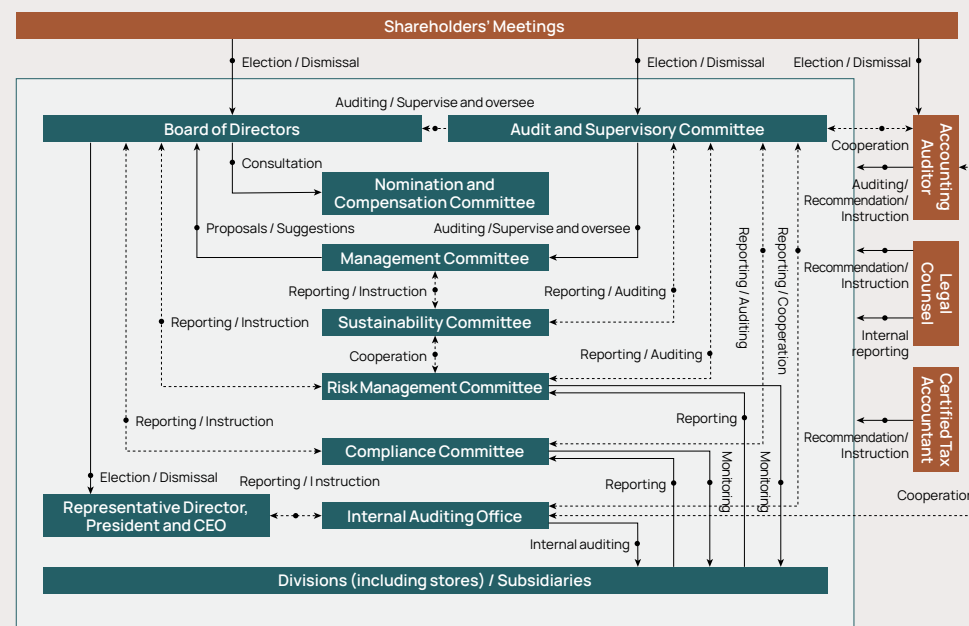 Shareholders' Meetings
Election / Dismissal
Election / Dismissal
Election / Dismissal
Auditing / Supervise and oversee
Board of Directors
Audit and Supervisory Committee
Accounting
Auditor
Cooperation
Consultation
Nomination and
Compensation Committee
Auditing/
Recommendation/
Instruction
Proposals / Suggestions
Auditing /Supervise and oversee
Reporting / Auditing
Reporting / Cooperation
Management Committee
Legal
Counsel
Recommendation/
Instruction
Reporting / Instruction
Reporting / Auditing
Reporting / Instruction
Sustainability Committee
Internal
reporting
Cooperation
Reporting / Auditing
Certified Tax
Accountant
Risk Management Committee
Reporting / Instruction
Reporting
Recommendation/
Instruction
Compliance Committee
Monitoring
Monitoring
Election / Dismissal
Reporting / Instruction
Reporting
Cooperation
Representative Director,
President and CEO
Internal Auditing Office
Internal auditing
Divisions (including stores) / Subsidiaries